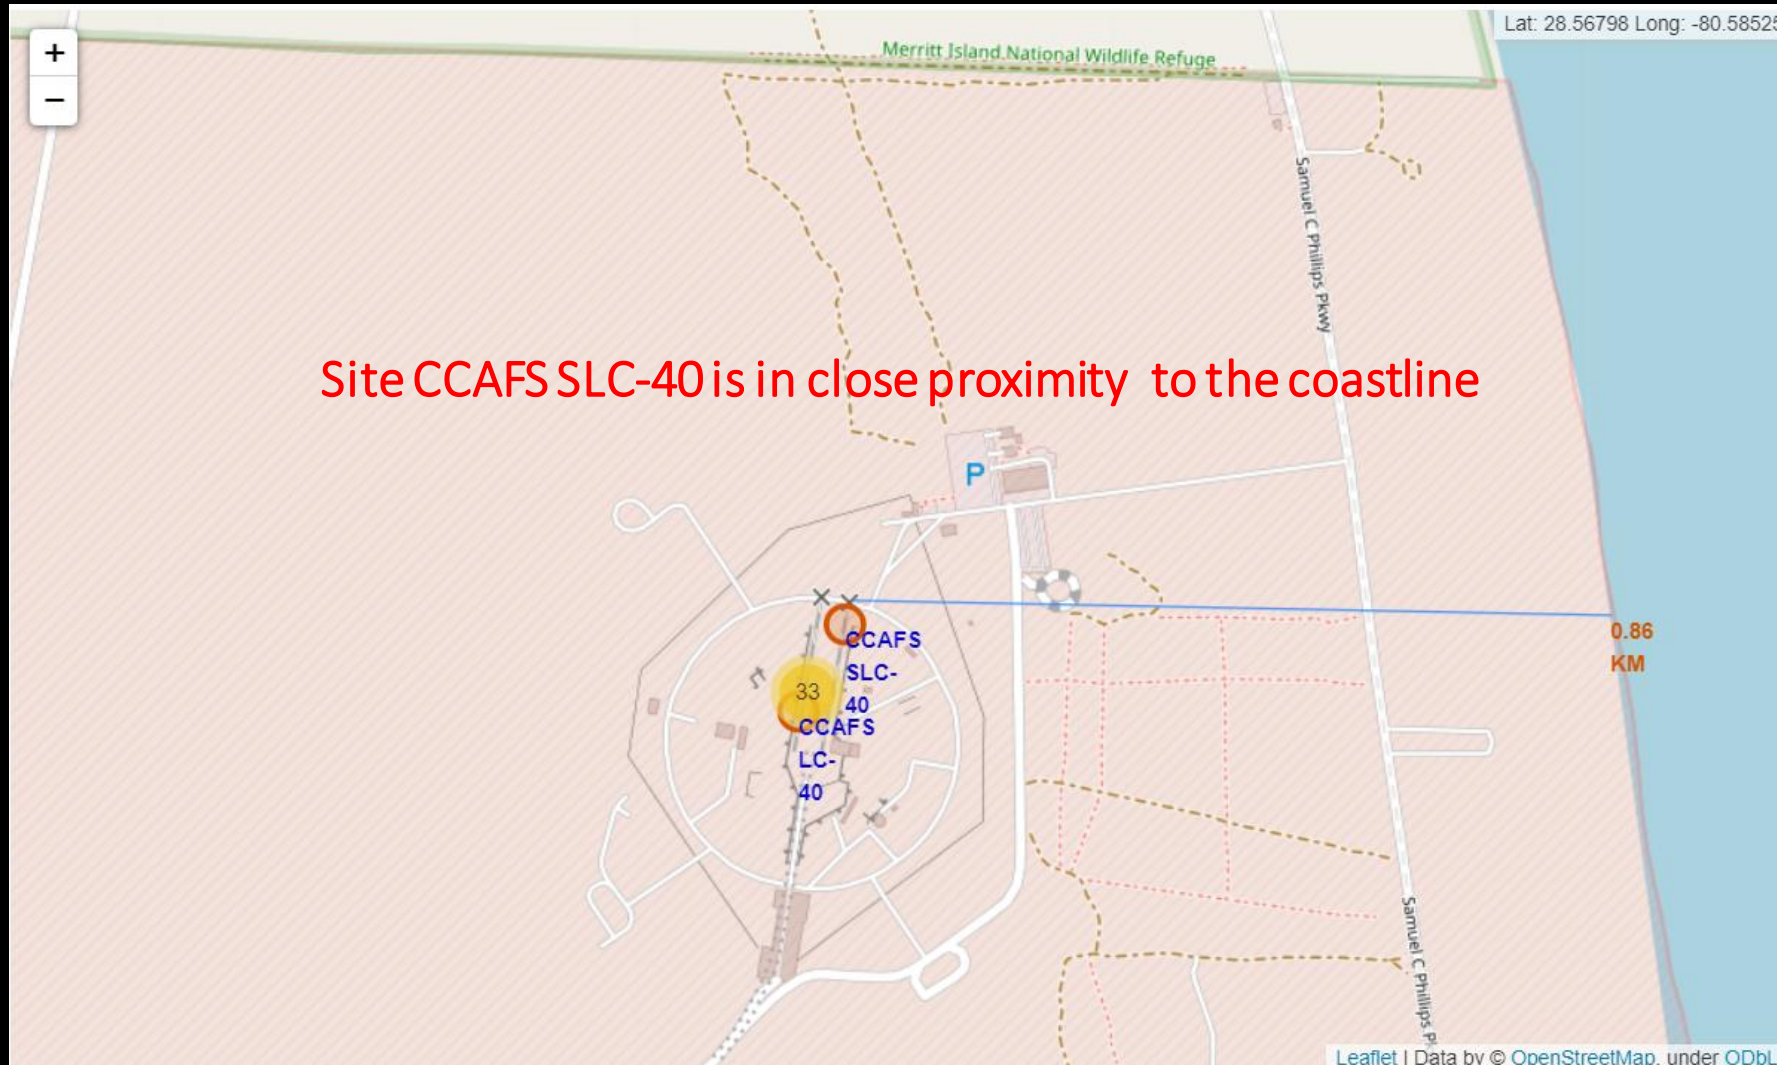 +
−
Merritt Island National Wildlife Refuge
Lat: 28.56798 Long: -80.58525
Samuel C Phillips Pkwy
Site CCAFS SLC-40 is in close proximity to the coastline
P
CCAFS
SLC-
40
33
CCAFS
LC-
40
0.86
KM
Samuel C Phillips P
Leaflet | Data by © OpenStreetMap, under ODbL